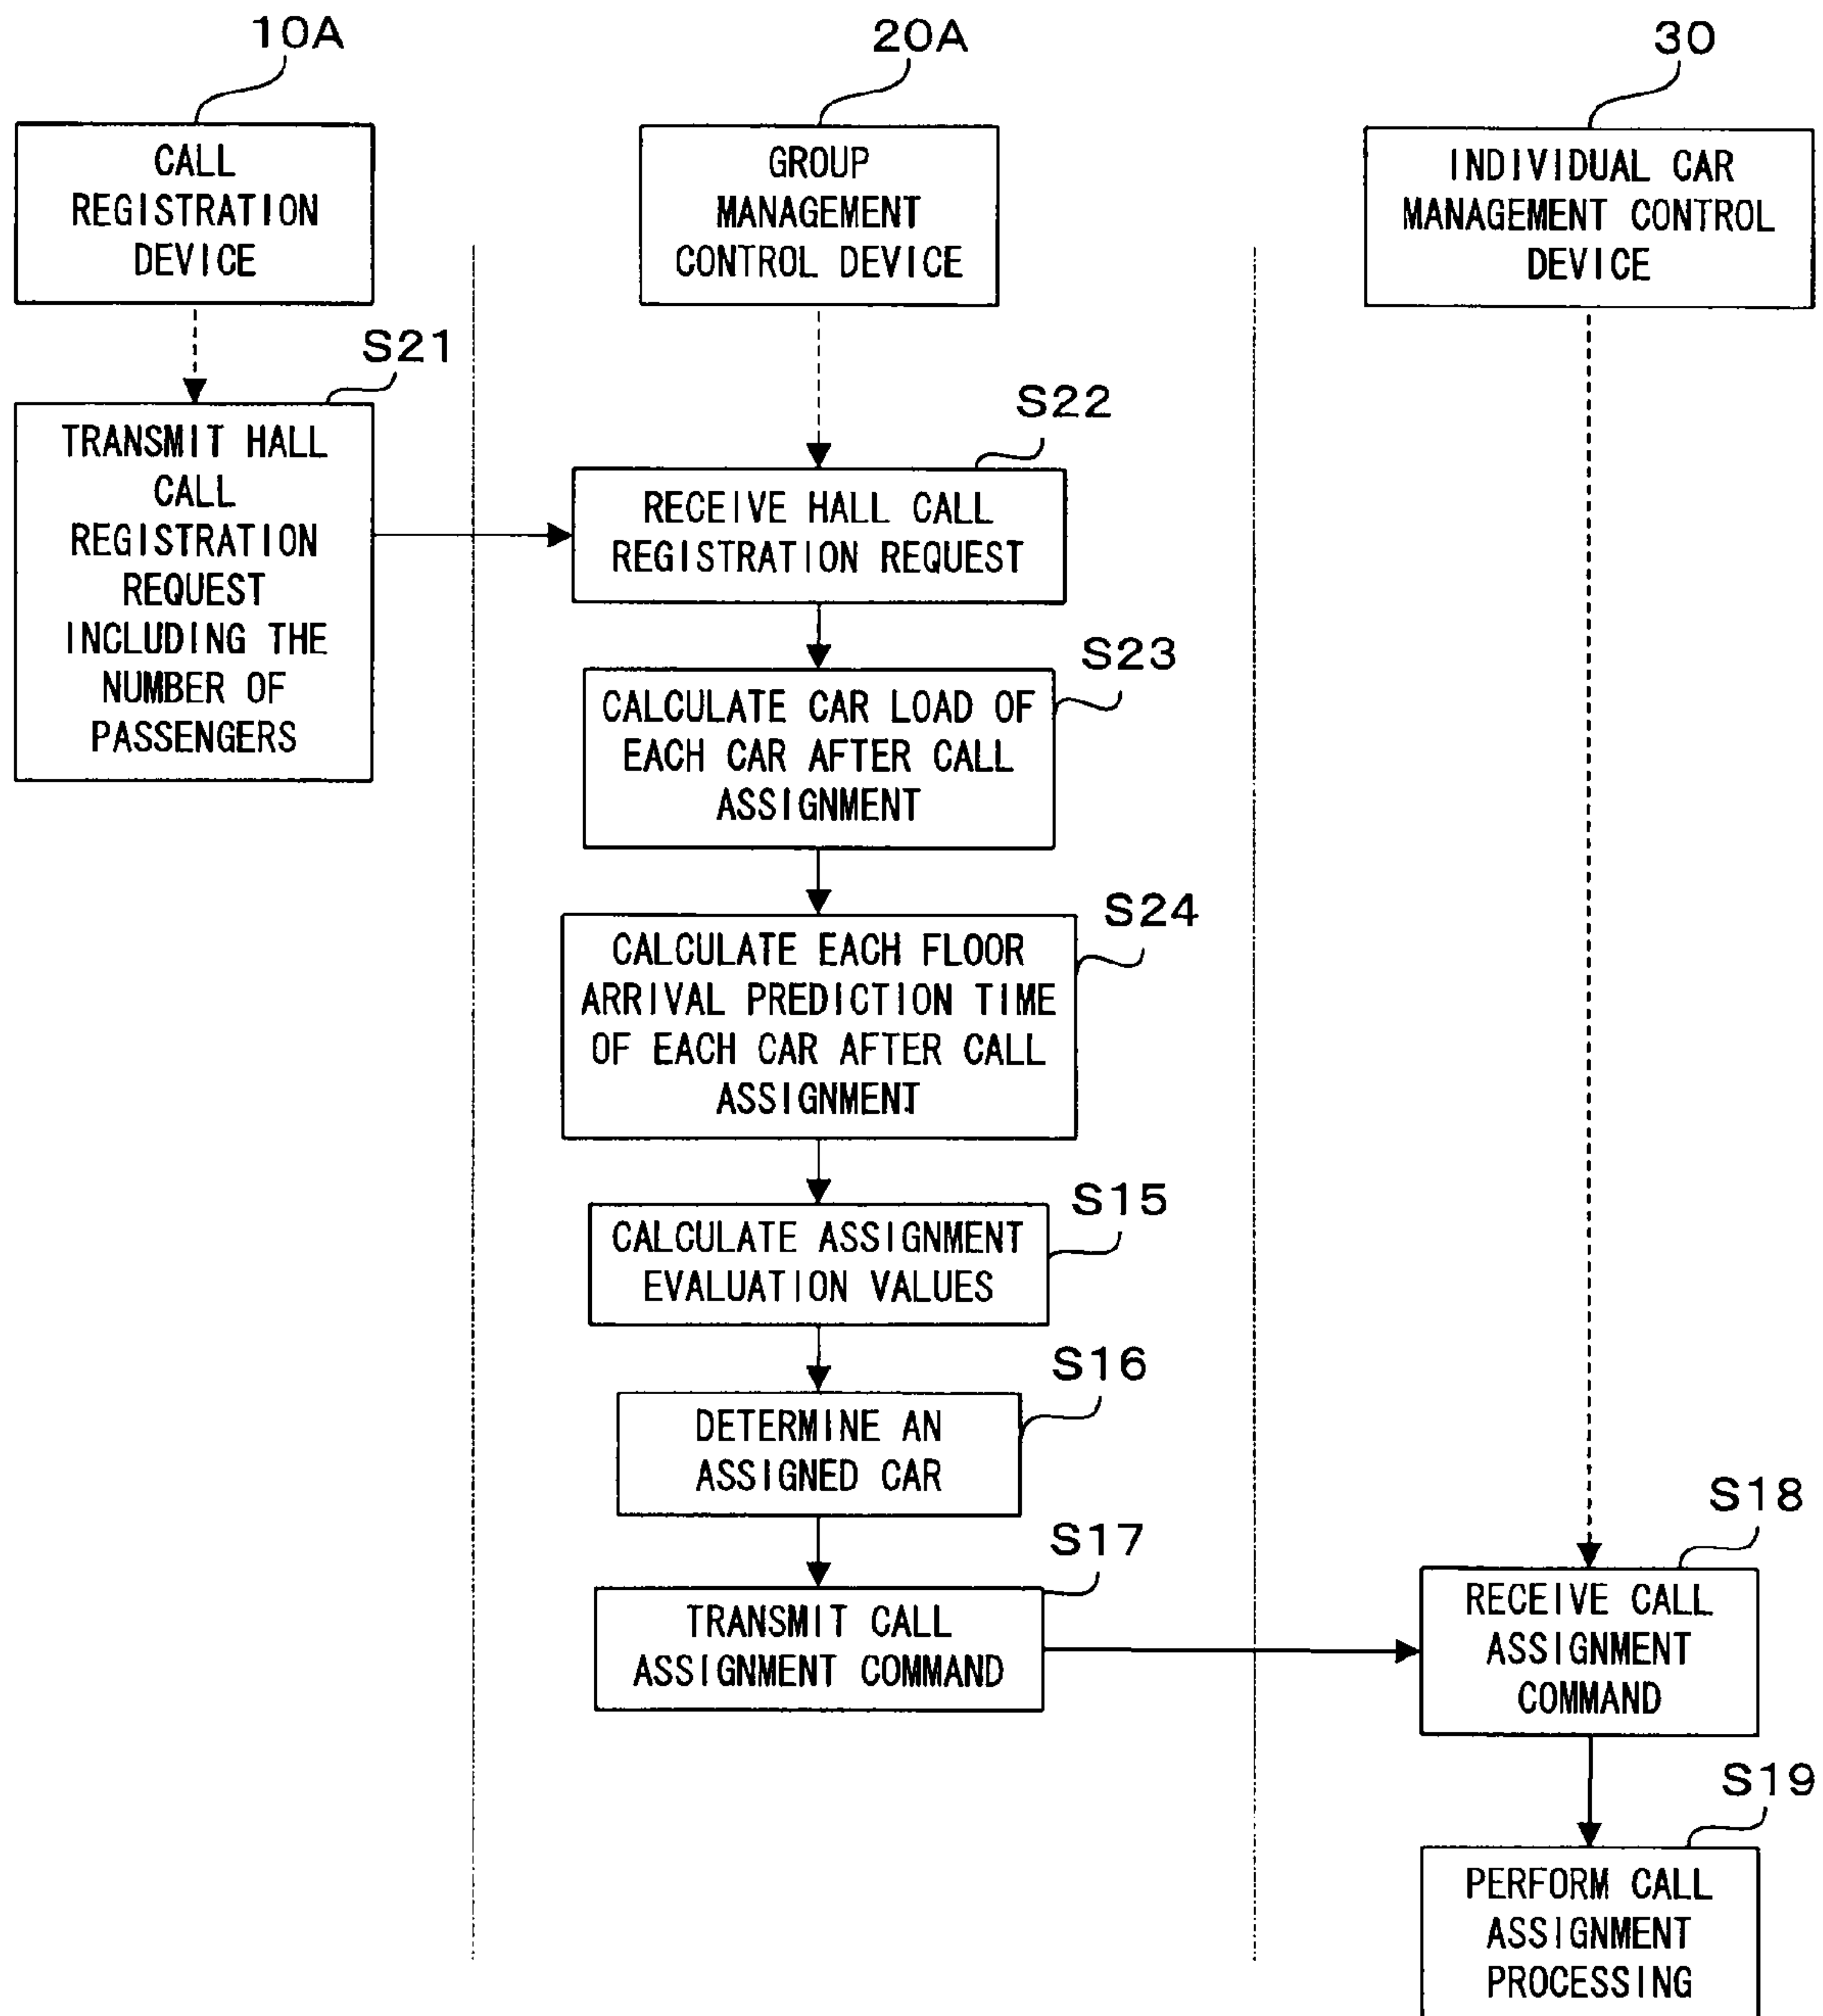 10A
20A
30
CALL
REGISTRATION
DEVICE
GROUP
MANAGEMENT
CONTROL DEVICE
INDIVIDUAL CAR
MANAGEMENT CONTROL
DEVICE
S21
TRANSMIT HALL
CALL
REGISTRATION
REQUEST
INCLUDING THE
NUMBER OF
PASSENGERS
S22
RECEIVE HALL CALL
REGISTRATION REQUEST
S23
CALCULATE CAR LOAD OF
EACH CAR AFTER CALL
ASSIGNMENT
S24
CALCULATE EACH FLOOR
ARRIVAL PREDICTION TIME
OF EACH CAR AFTER CALL
ASSIGNMENT
S15
CALCULATE ASSIGNMENT
EVALUATION VALUES
S16
DETERMINE AN
ASSIGNED CAR
S17
TRANSMIT CALL
ASSIGNMENT COMMAND
S18
RECEIVE CALL
ASSIGNMENT
COMMAND
S19
PERFORM CALL
ASSIGNMENT
PROCESSING